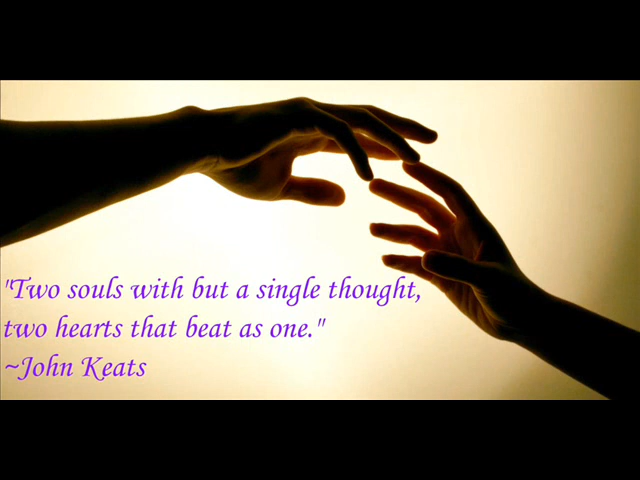 "Two souls with but a single thought,
two hearts that beat as one."
~John Keats